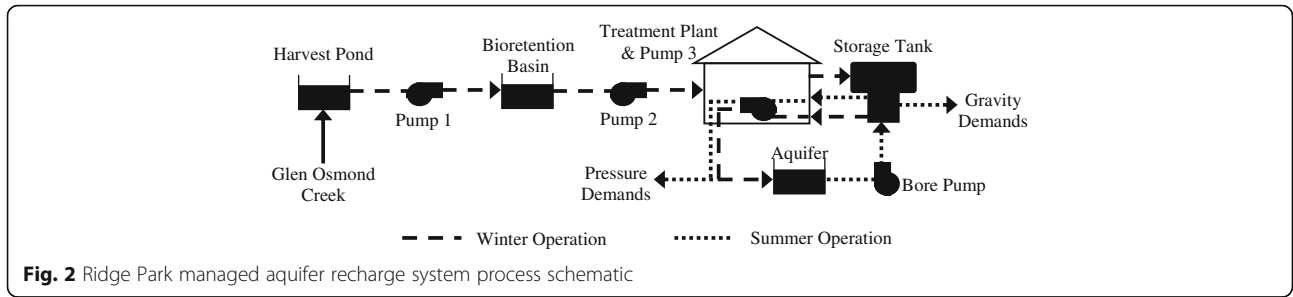 Harvest Pond
Bioretention
Basin
Treatment Plant
& Pump 3
Storage Tank
Pump 1
Pump 2
Gravity
Demands
Glen Osmond
Creek
Pressure
Demands
Aquifer
Bore Pump
Winter Operation
Summer Operation
Fig. 2 Ridge Park managed aquifer recharge system process schematic